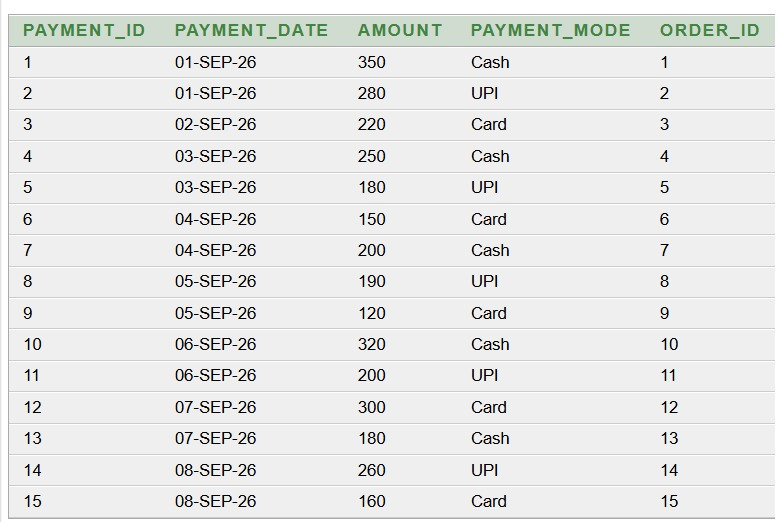 PAYMENT_ID PAYMENT_DATE AMOUNT PAYMENT_MODE ORDER_ID
1 01-SEP-26 350 Cash 1
2 01-SEP-26 280 UPI 2
3 02-SEP-26 220 Card 3
4 03-SEP-26 250 Cash 4
5 03-SEP-26 180 UPI 5
6 04-SEP-26 150 Card 6
7 04-SEP-26 200 Cash 7
8 05-SEP-26 190 UPI 8
9 05-SEP-26 120 Card 9
10 06-SEP-26 320 Cash 10
11 06-SEP-26 200 UPI 11
12 07-SEP-26 300 Card 12
13 07-SEP-26 180 Cash 13
14 08-SEP-26 260 UPI 14
15 08-SEP-26 160 Card 15